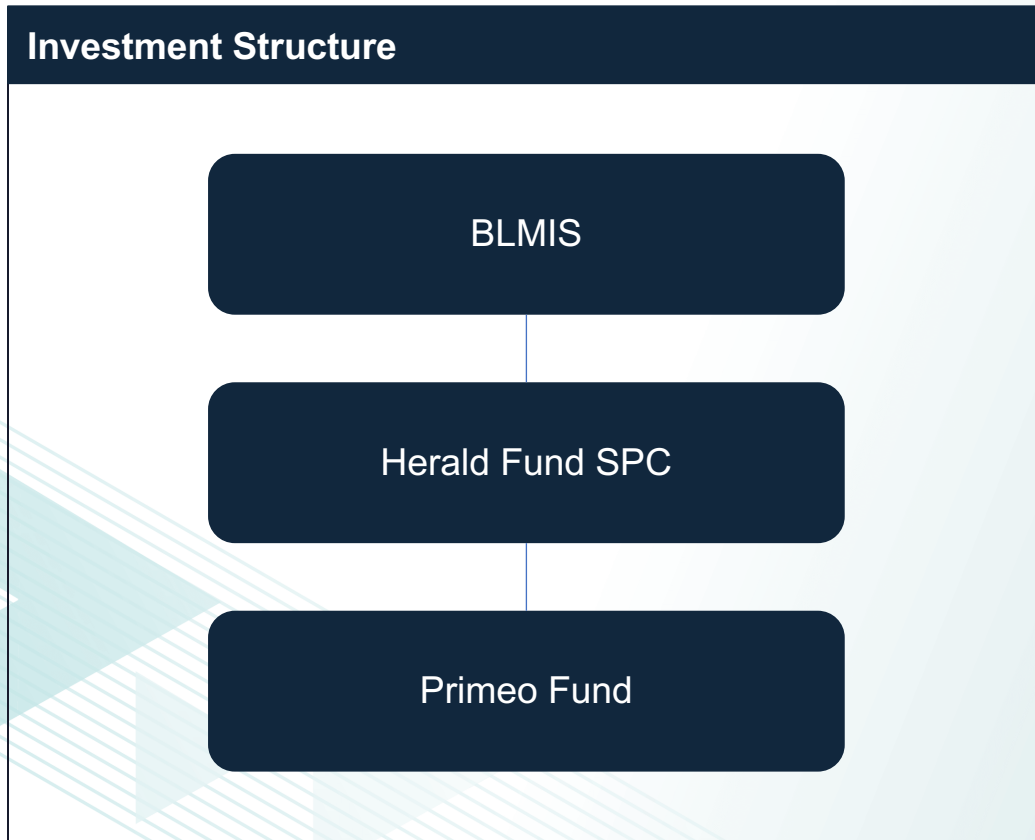 Investment Structure
BLMIS
Herald Fund SPC
Primeo Fund